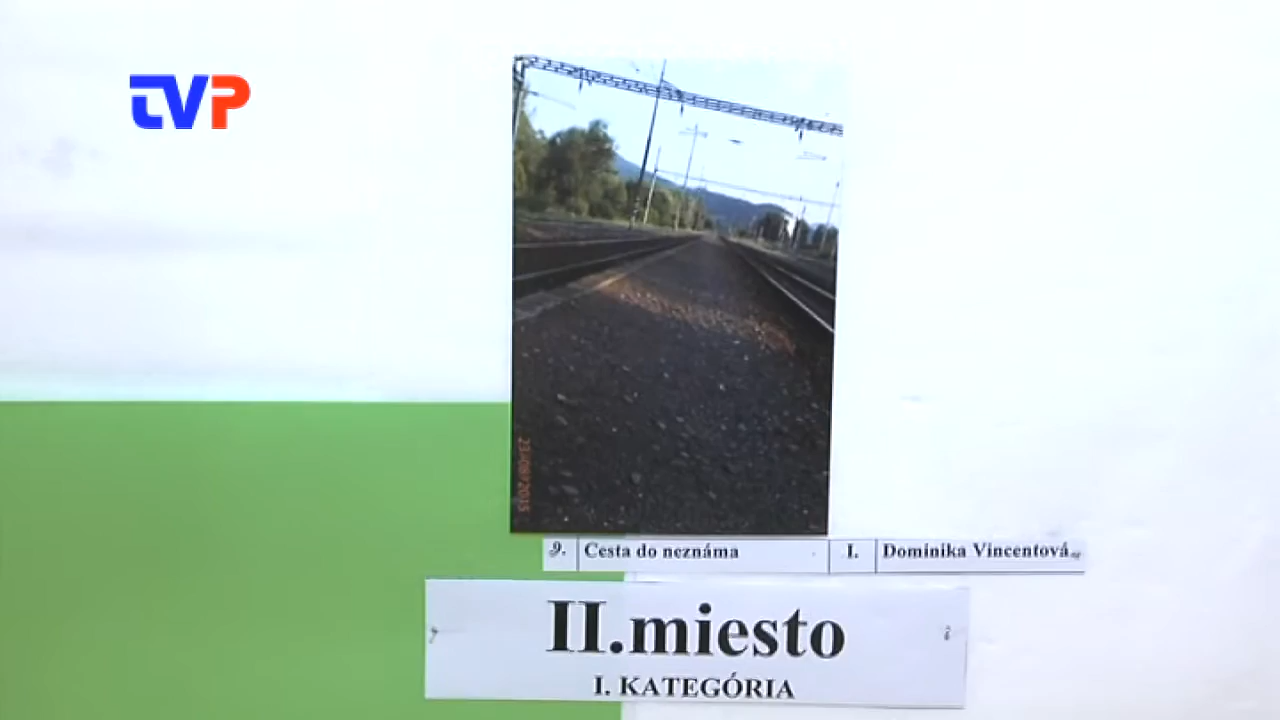 tVP
23/08/2015
9. Cesta do neznáma I. Dominika Vincentová
II.miesto
I. KATEGÓRIA